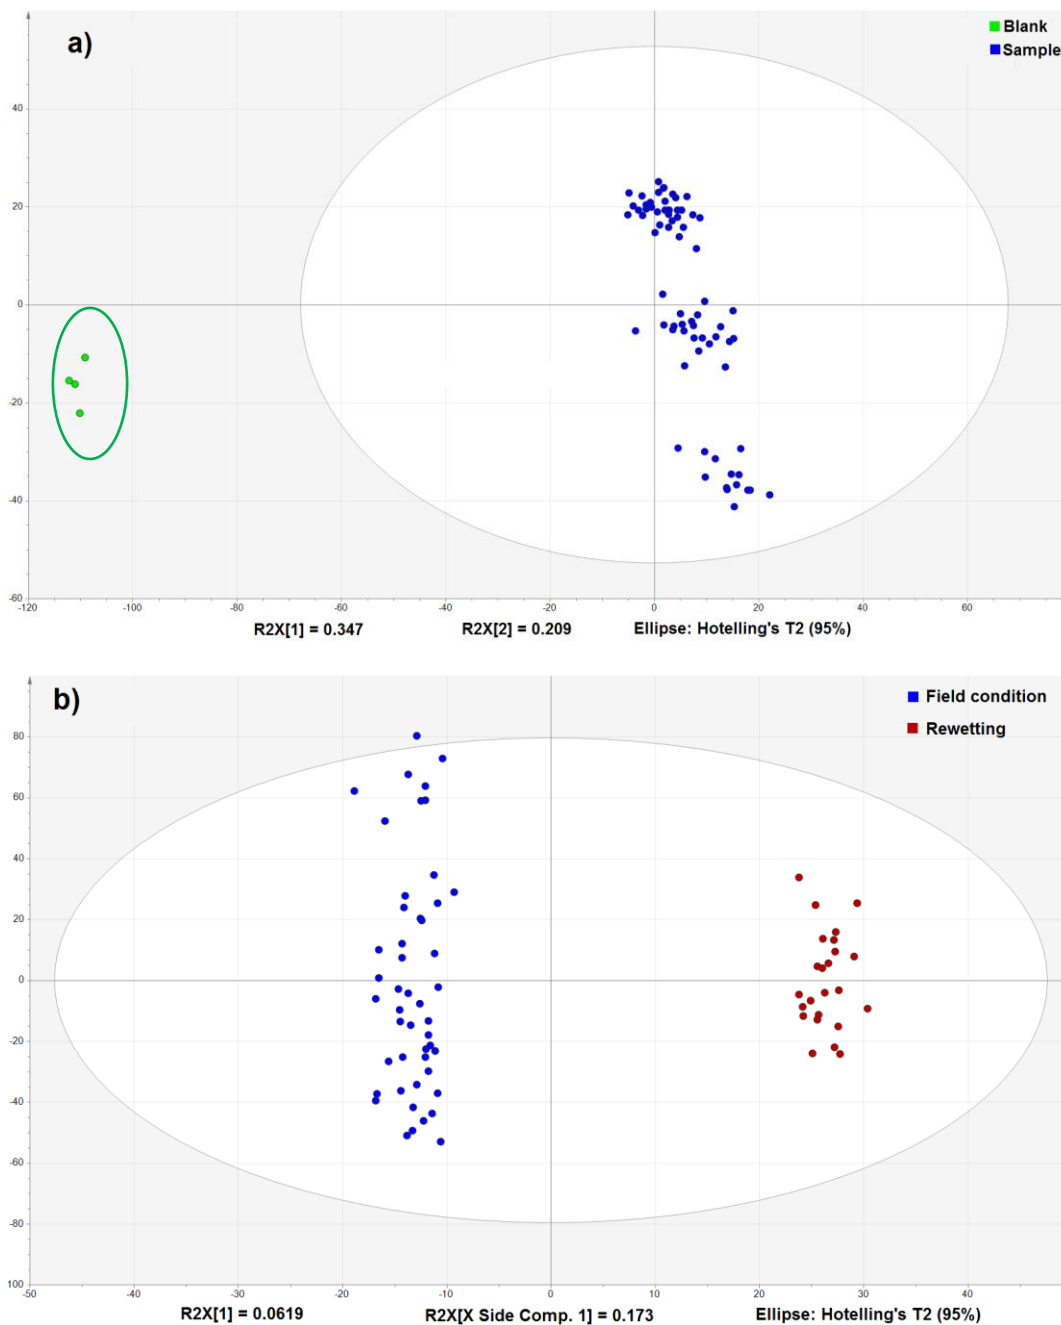 a)
Blank
Sample
40
20
0
-20
-40
-60
-120 -100 -80 -60 -40 -20 0 20 40 60
R2X[1] = 0.347 R2X[2] = 0.209 Ellipse: Hotelling's T2 (95%)
b)
Field condition
Rewetting
80
60
40
20
0
-20
-40
-60
-80
100
-50 -40 -30 -20 -10 0 10 20 30 40
R2X[1] = 0.0619 R2X[X Side Comp. 1] = 0.173 Ellipse: Hotelling's T2 (95%)